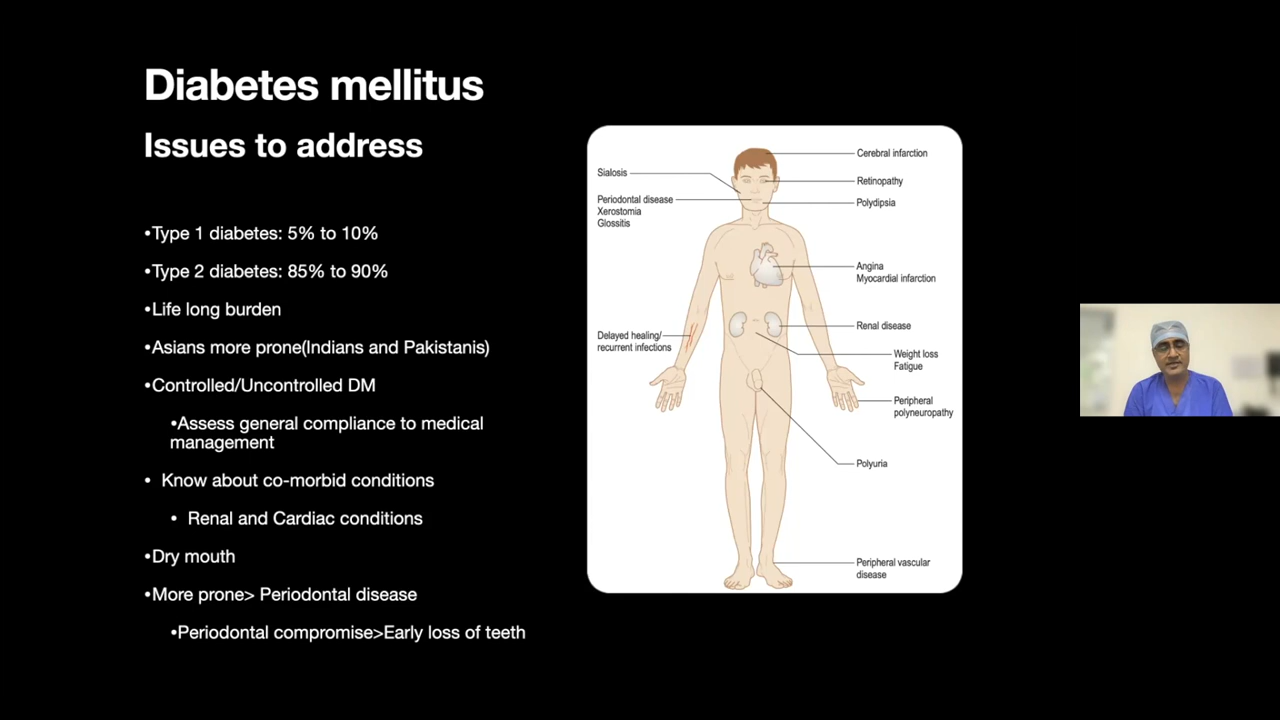 Diabetes mellitus
Issues to address
•Type 1 diabetes: 5% to 10%
•Type 2 diabetes: 85% to 90%
•Life long burden
•Asians more prone(Indians and Pakistanis)
•Controlled/Uncontrolled DM
•Assess general compliance to medical
management
• Know about co-morbid conditions
• Renal and Cardiac conditions
•Dry mouth
•More prone> Periodontal disease
•Periodontal compromise>Early loss of teeth
Sialosis
Periodontal disease
Xerostomia
Glossitis
Delayed healing/
recurrent infections
Cerebral infarction
Retinopathy
Polydipsia
Angina
Myocardial infarction
Renal disease
Weight loss
Fatigue
Peripheral
polyneuropathy
Polyuria
Peripheral vascular
disease